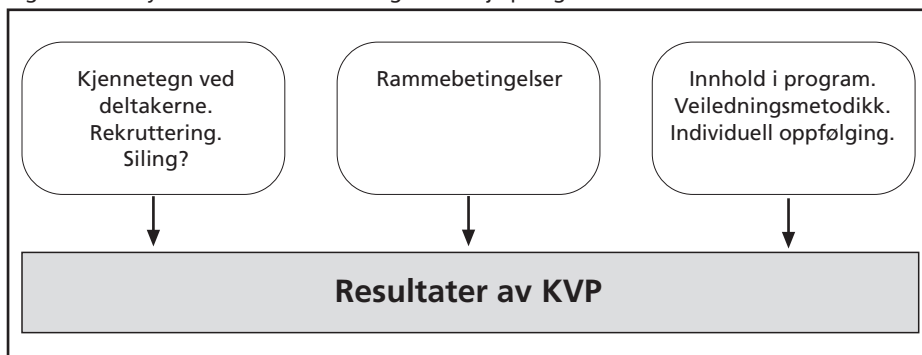 Kjennetegn ved
deltakerne.
Rekruttering.
Siling?
Rammebetingelser
Innhold i program.
Veiledningsmetodikk.
Individuell oppfølging.
Resultater av KVP